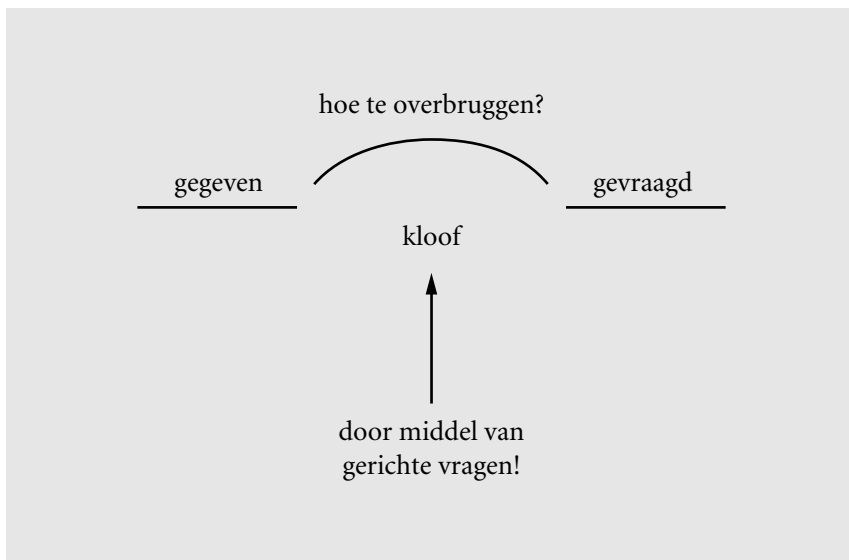 hoe te overbruggen?
gegeven
gevraagd
kloof
door middel van
gerichte vragen!